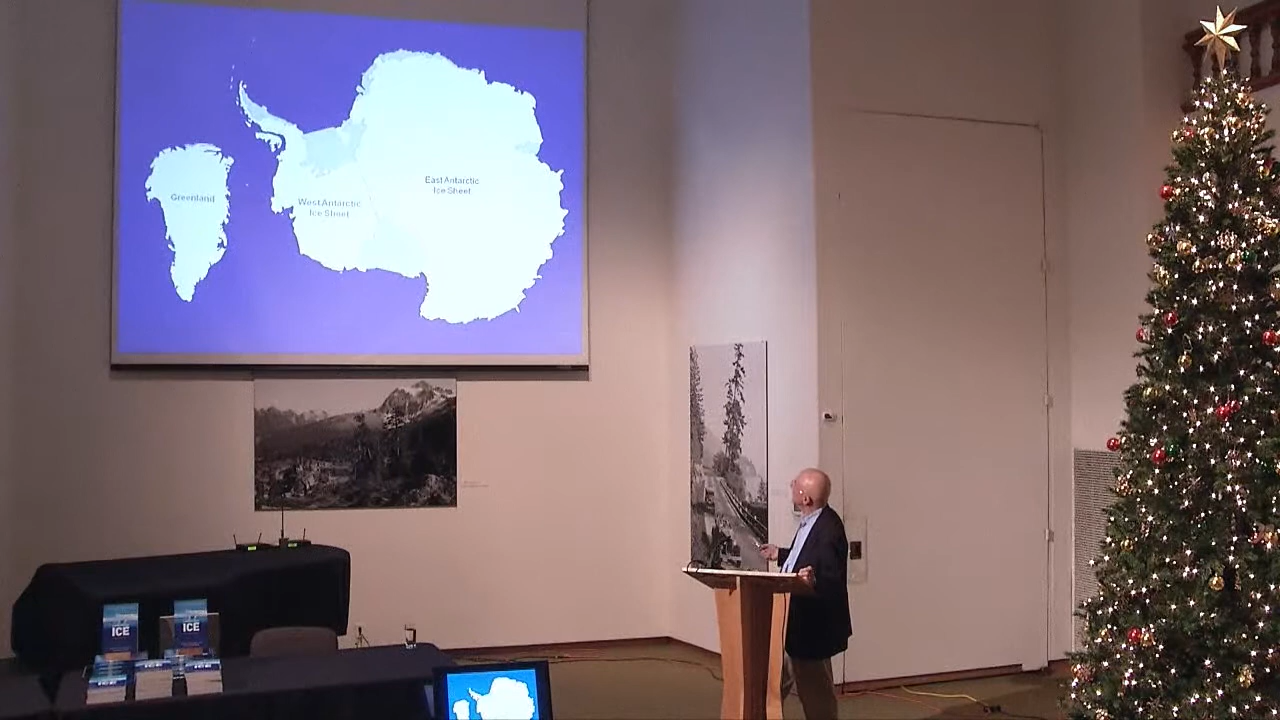 East Antarctic
Ice Sheet
Greenland
West Antarctic
Ice Sheet
ICE
ICE